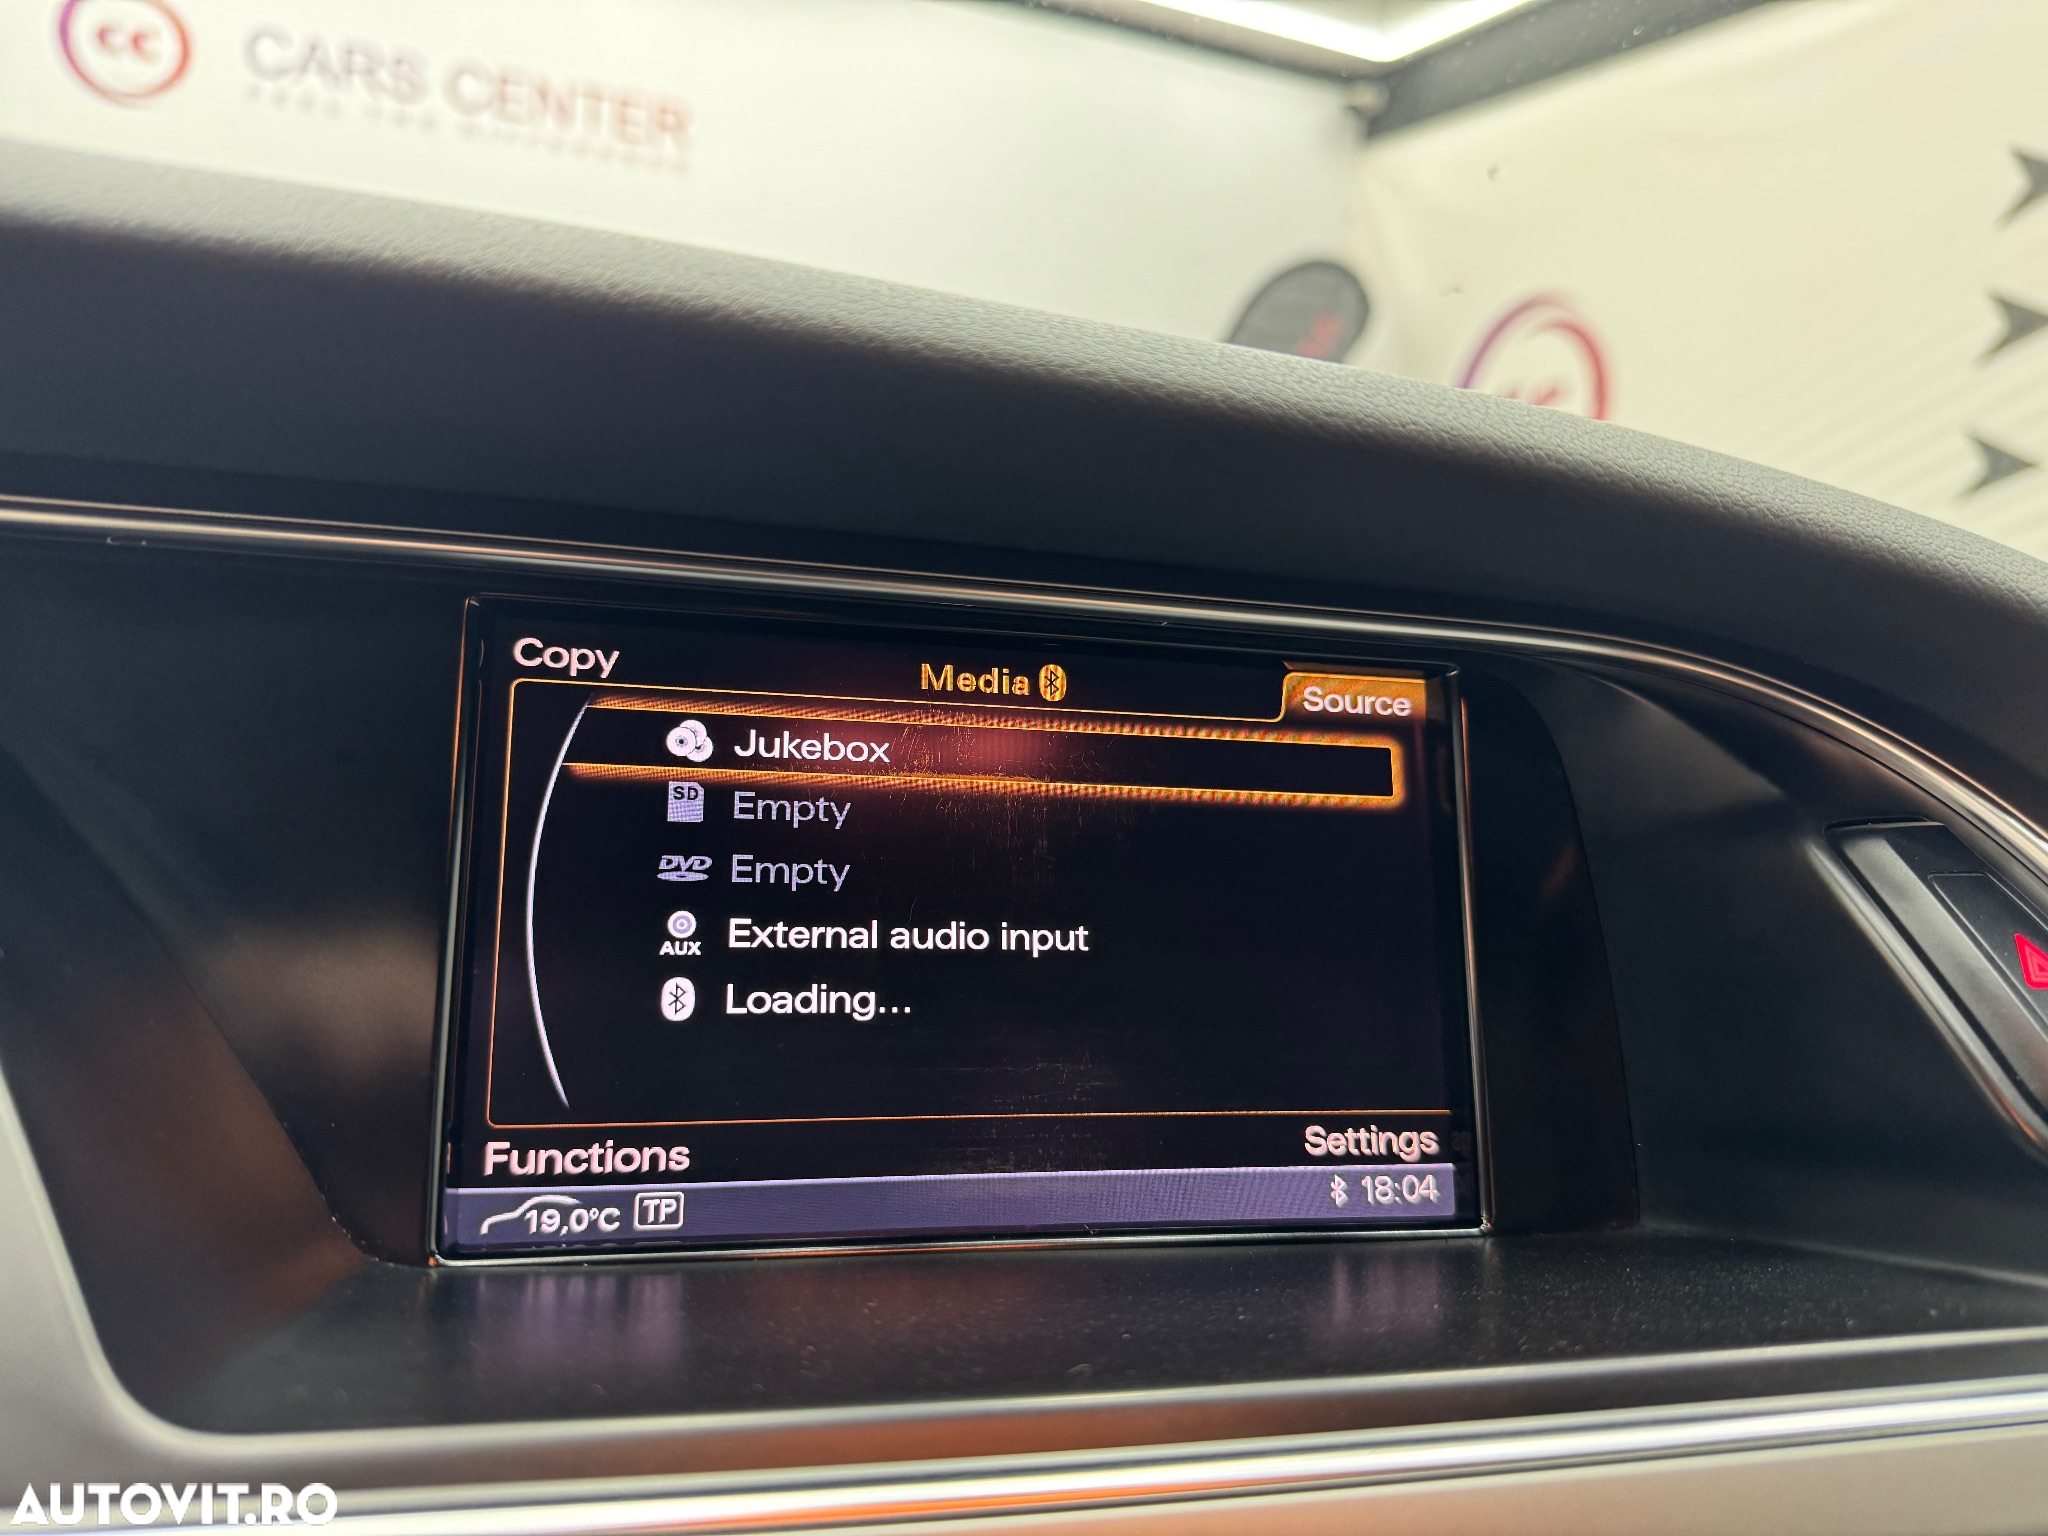 CC CARS CENTER
Copy
Media
Source
Jukebox
SD Empty
DVD Empty
AUX External audio input
Loading...
Functions
Settings
19,0°C TP
18:04
AUTOVIT.RO